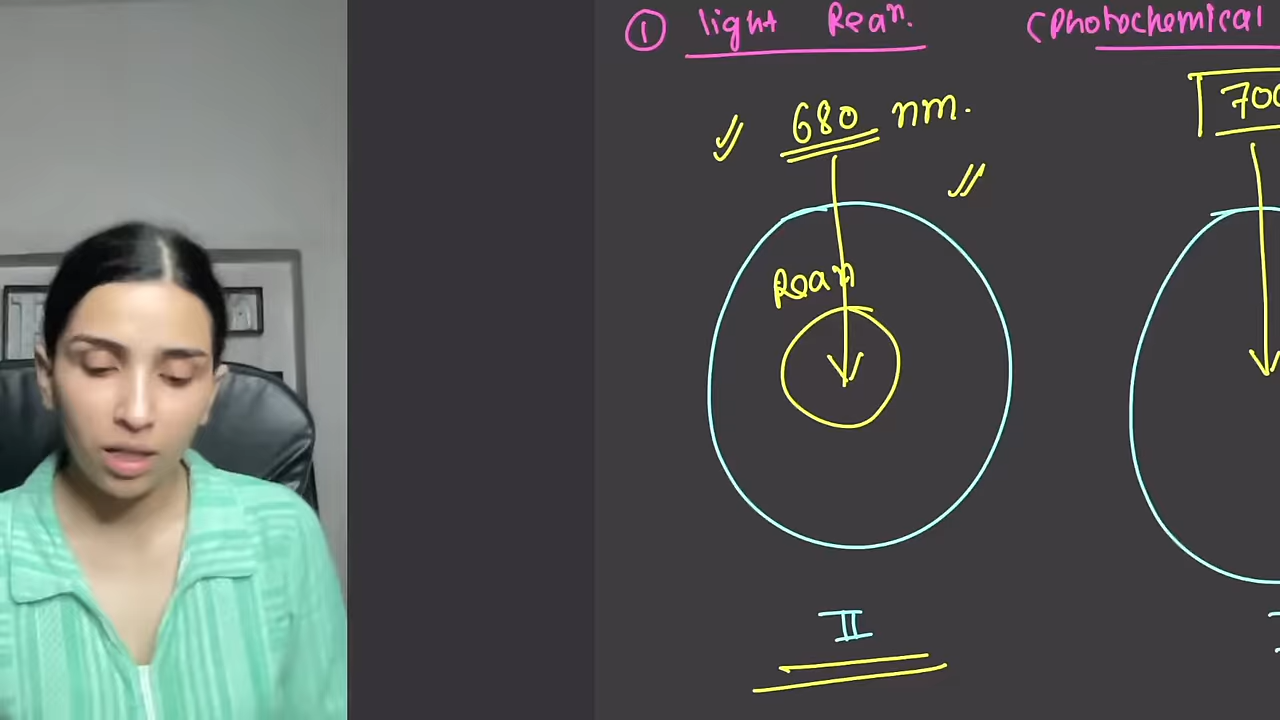 ① light Reaⁿ. (Photochemical
680 nm.
700
Reaⁿ
II